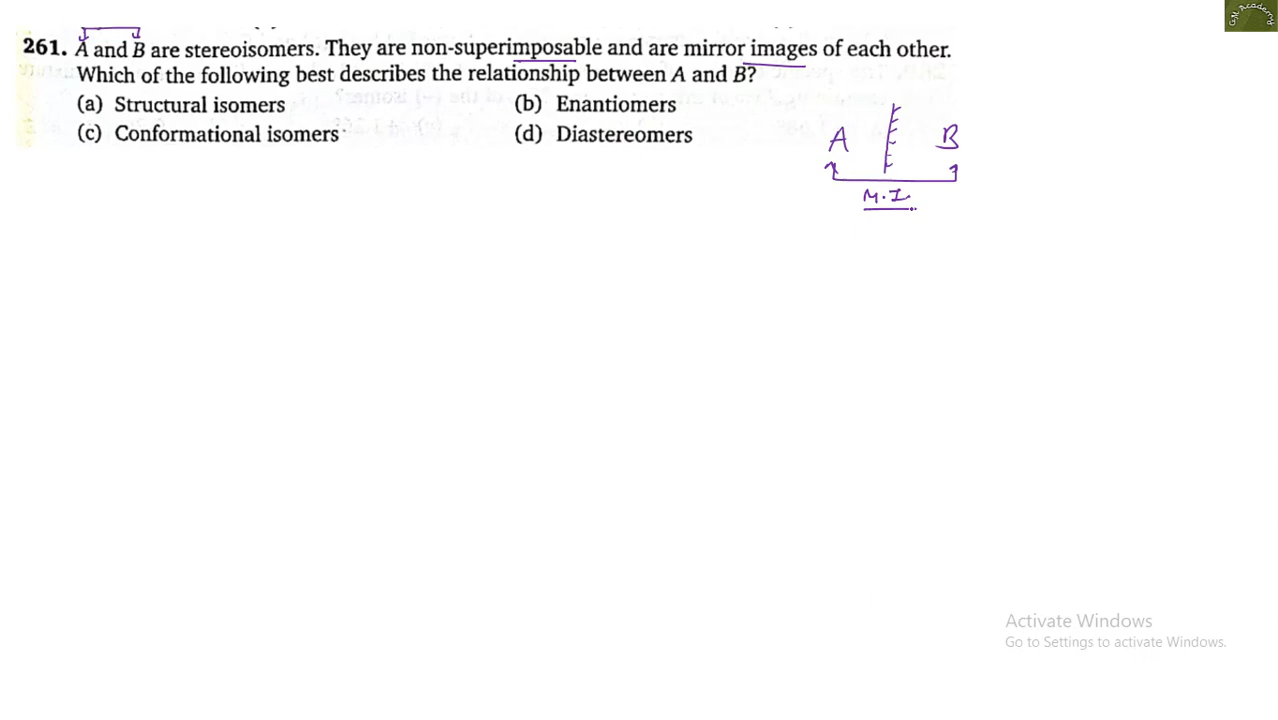 GM Academy
261. A and B are stereoisomers. They are non-superimposable and are mirror images of each other.
Which of the following best describes the relationship between A and B?
(a) Structural isomers (b) Enantiomers
(c) Conformational isomers (d) Diastereomers
A B
M.I.
Activate Windows
Go to Settings to activate Windows.